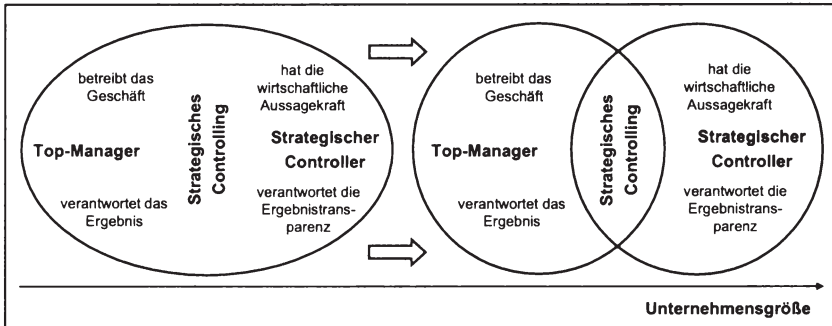 betreibt das
Geschäft
Top-Manager
verantwortet das
Ergebnis
Strategisches
Controlling
hat die
wirtschaftliche
Aussagekraft
Strategischer
Controller
verantwortet die
Ergebnistrans-
parenz
betreibt das
Geschäft
Top-Manager
verantwortet das
Ergebnis
Strategisches
Controlling
hat die
wirtschaftliche
Aussagekraft
Strategischer
Controller
verantwortet die
Ergebnistrans-
parenz
Unternehmensgröße